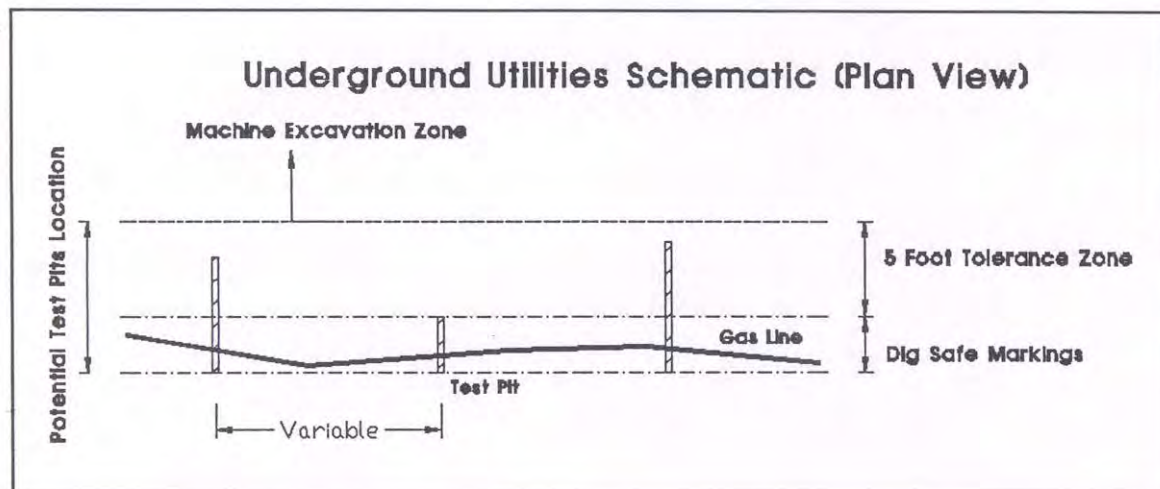 Underground Utilities Schematic (Plan View)
Machine Excavation Zone
Potential Test Pits Location
5 Foot Tolerance Zone
Gas Line
Dig Safe Markings
Test Pit
Variable